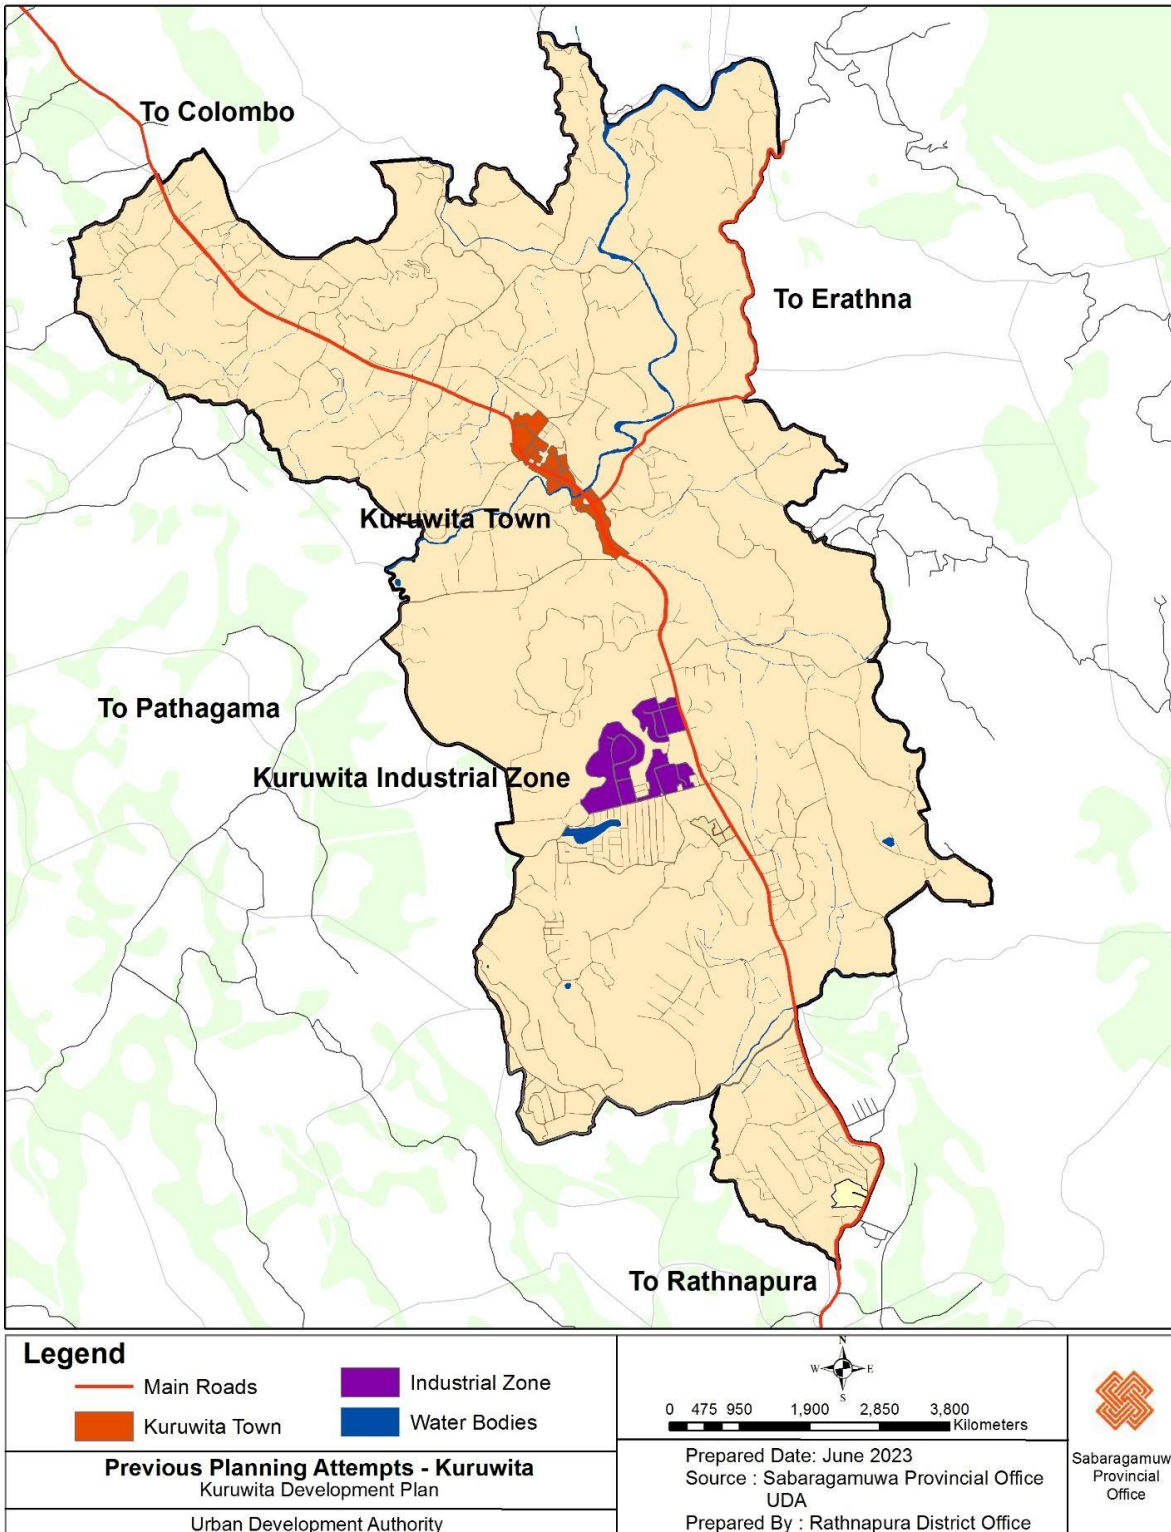 To Colombo
To Erathna
Kuruwita Town
To Pathagama
Kuruwita Industrial Zone
To Rathnapura
Legend
Main Roads
Kuruwita Town
Industrial Zone
Water Bodies
Previous Planning Attempts - Kuruwita
Kuruwita Development Plan
Urban Development Authority
N
W E
S
0 475 950 1,900 2,850 3,800
Kilometers
Prepared Date: June 2023
Source : Sabaragamuwa Provincial Office
UDA
Prepared By : Rathnapura District Office
Sabaragamuw
Provincial
Office